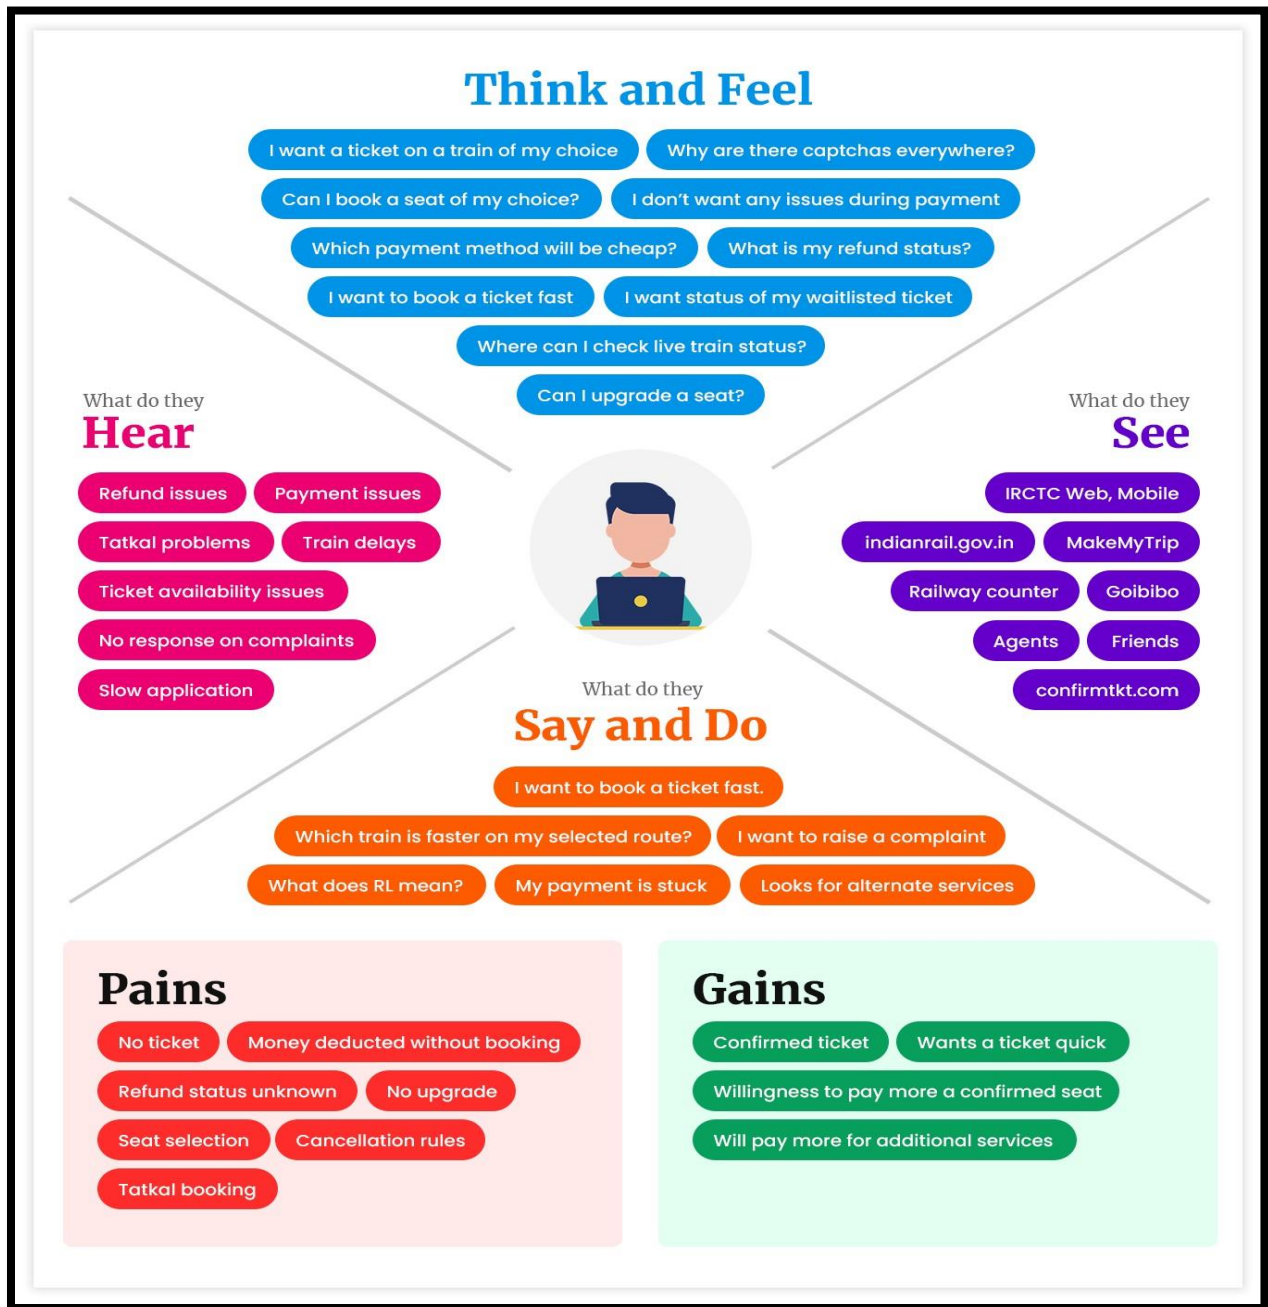 Think and Feel
I want a ticket on a train of my choice
Why are there captchas everywhere?
Can I book a seat of my choice?
I don't want any issues during payment
Which payment method will be cheap?
What is my refund status?
I want to book a ticket fast
I want status of my waitlisted ticket
Where can I check live train status?
Can I upgrade a seat?
What do they
Hear
Refund issues
Payment issues
Tatkal problems
Train delays
Ticket availability issues
No response on complaints
Slow application
What do they
See
IRCTC Web, Mobile
indianrail.gov.in
MakeMyTrip
Railway counter
Goibibo
Agents
Friends
confirmtkt.com
What do they
Say and Do
I want to book a ticket fast.
Which train is faster on my selected route?
I want to raise a complaint
What does RL mean?
My payment is stuck
Looks for alternate services
Pains
No ticket
Money deducted without booking
Refund status unknown
No upgrade
Seat selection
Cancellation rules
Tatkal booking
Gains
Confirmed ticket
Wants a ticket quick
Willingness to pay more a confirmed seat
Will pay more for additional services